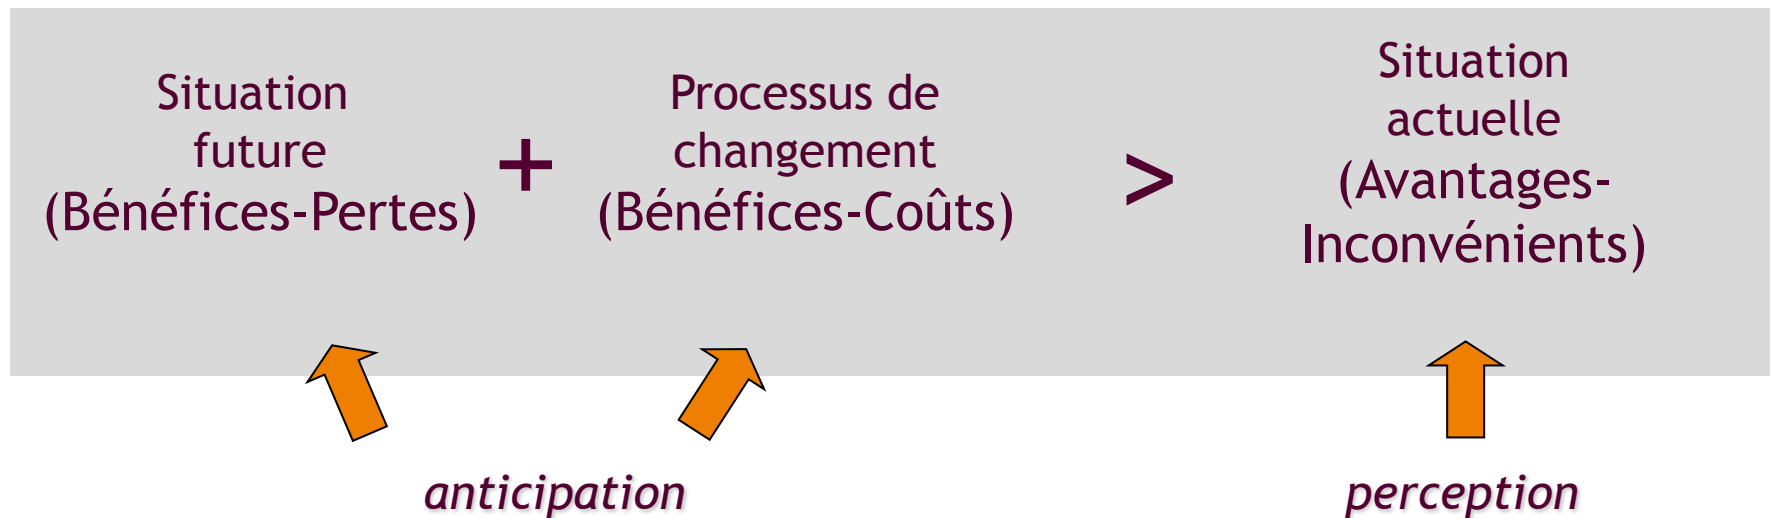 Situation
future
(Bénéfices-Pertes)
+
Processus de
changement
(Bénéfices-Coûts)
>
Situation
actuelle
(Avantages-
Inconvénients)
anticipation
perception